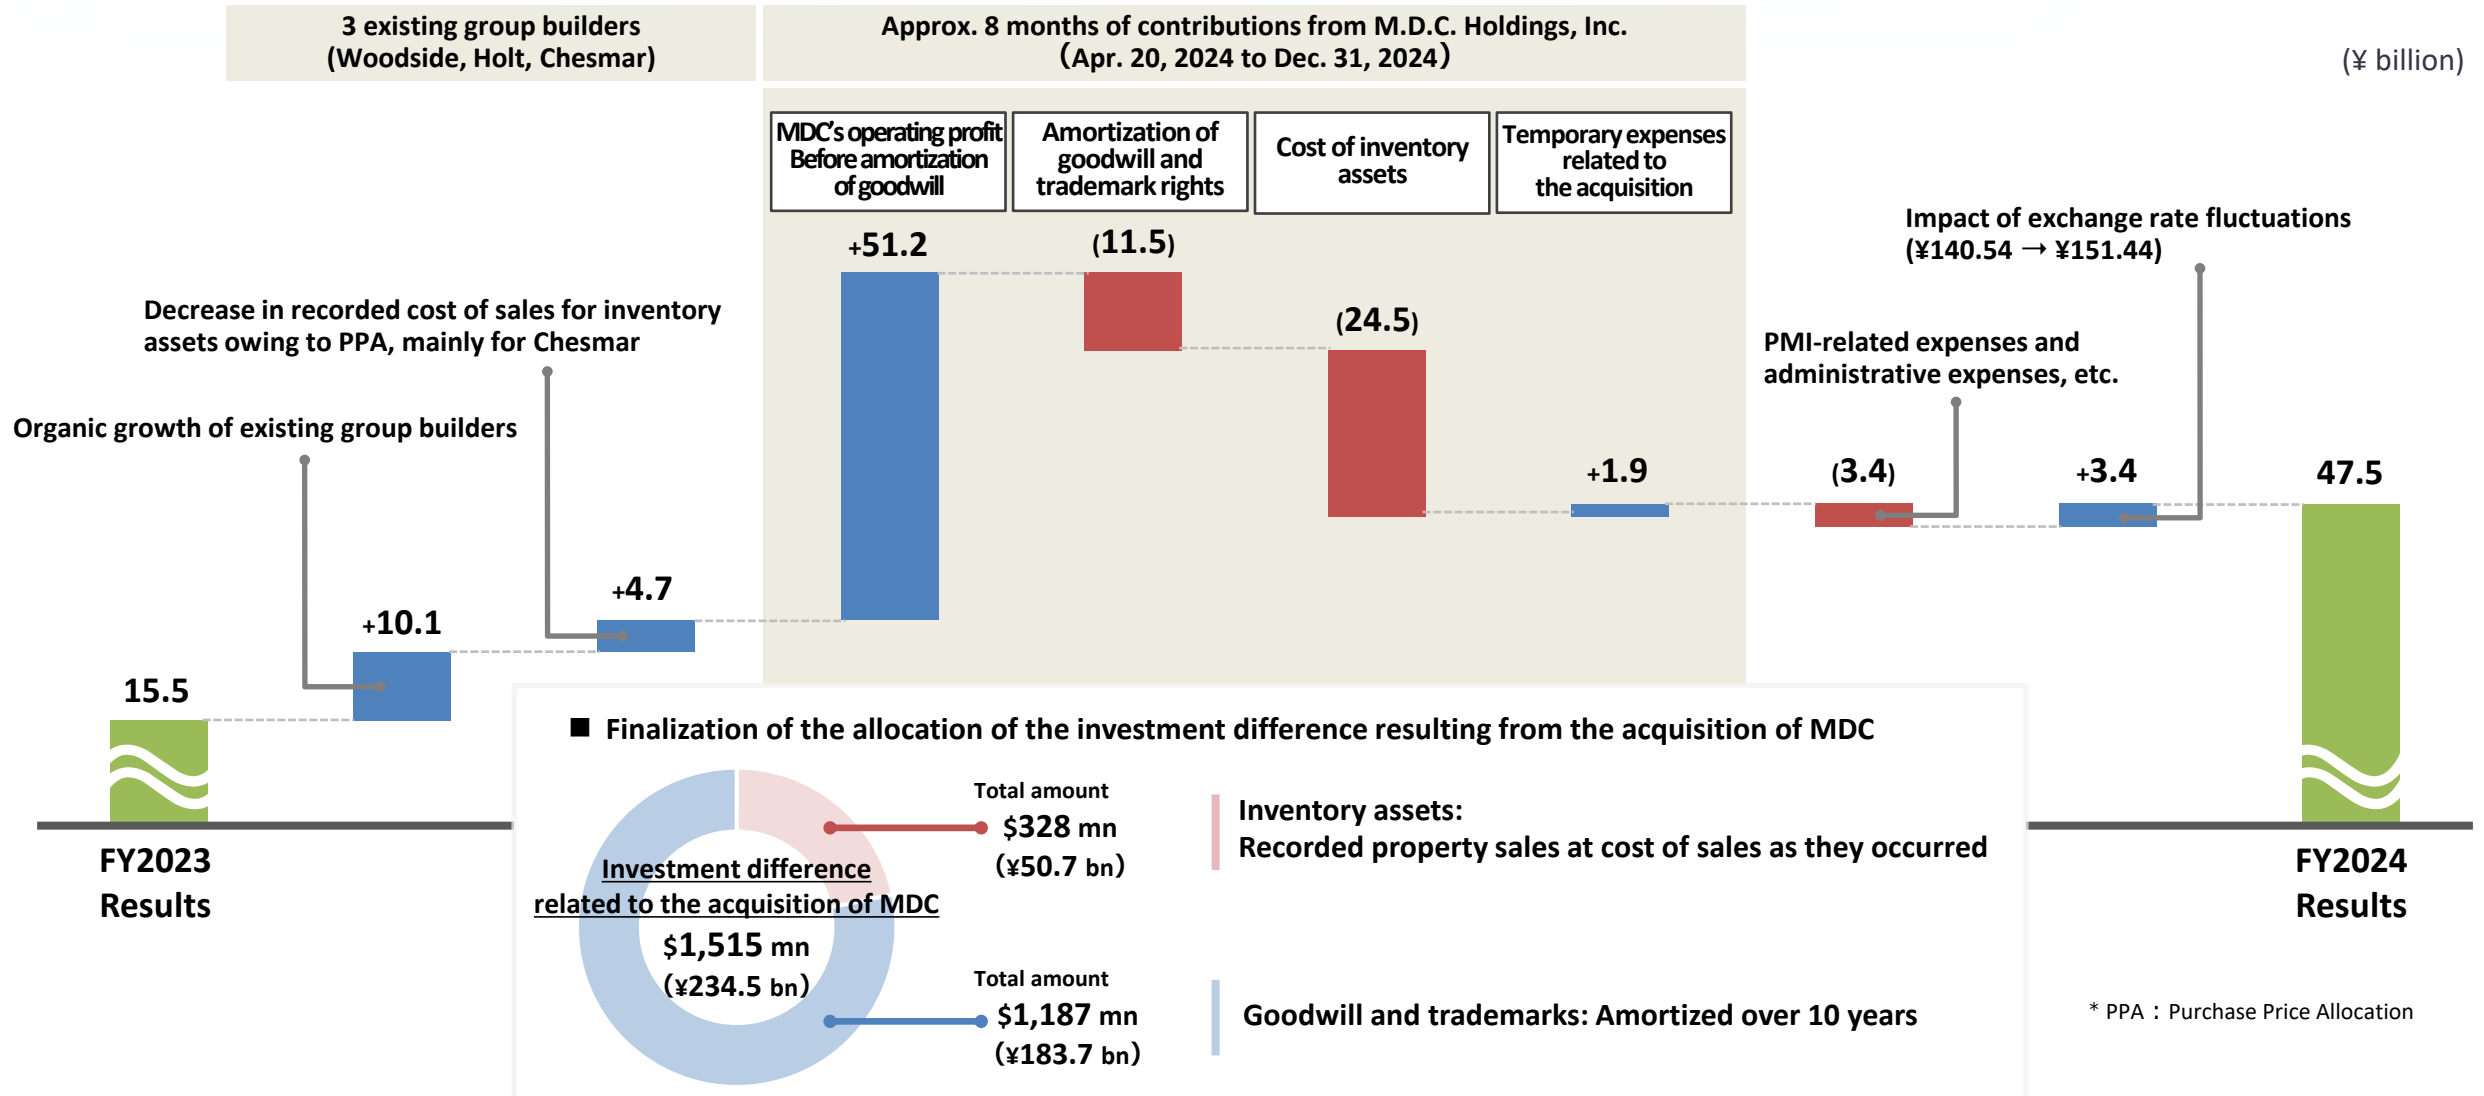 3 existing group builders
(Woodside, Holt, Chesmar)
Approx. 8 months of contributions from M.D.C. Holdings, Inc.
(Apr. 20, 2024 to Dec. 31, 2024)
(¥ billion)
MDC's operating profit
Before amortization
of goodwill
Amortization of
goodwill and
trademark rights
Cost of inventory
assets
Temporary expenses
related to
the acquisition
+51.2
(11.5)
(24.5)
+1.9
Impact of exchange rate fluctuations
(¥140.54 → ¥151.44)
PMI-related expenses and
administrative expenses, etc.
(3.4)
+3.4
47.5
Decrease in recorded cost of sales for inventory
assets owing to PPA, mainly for Chesmar
Organic growth of existing group builders
+4.7
+10.1
15.5
FY2023
Results
■ Finalization of the allocation of the investment difference resulting from the acquisition of MDC
Investment difference
related to the acquisition of MDC
$1,515 mn
(¥234.5 bn)
Total amount
$328 mn
(¥50.7 bn)
Inventory assets:
Recorded property sales at cost of sales as they occurred
Total amount
$1,187 mn
(¥183.7 bn)
Goodwill and trademarks: Amortized over 10 years
FY2024
Results
* PPA：Purchase Price Allocation